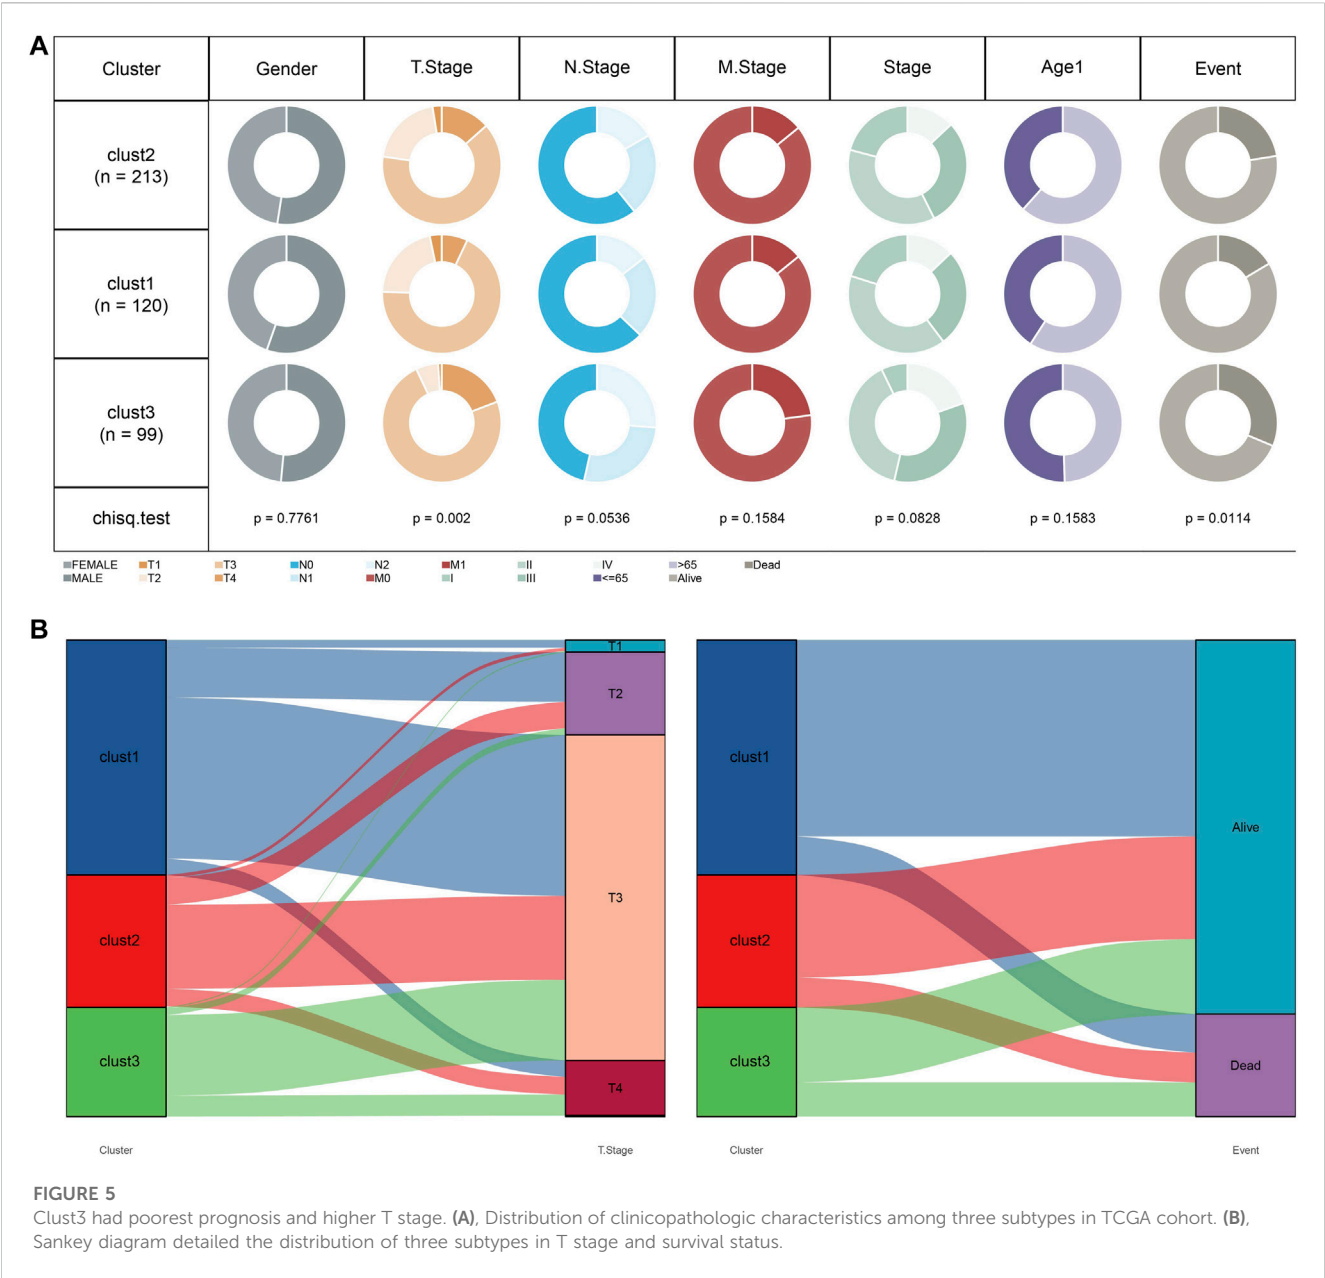 A
Cluster Gender T.Stage N.Stage M.Stage Stage Age1 Event
clust2
(n = 213)
clust1
(n = 120)
clust3
(n = 99)
chisq.test p = 0.7761 p = 0.002 p = 0.0536 p = 0.1584 p = 0.0828 p = 0.1583 p = 0.0114
FEMALE T1 T3 N0 N2 M1 II IV >65 Dead
MALE T2 T4 N1 M0 I III <=65 Alive
B
T1
T2
clust1 clust1
Alive
T3
clust2 clust2
clust3 clust3 Dead
T4
Cluster T.Stage Cluster Event
FIGURE 5
Clust3 had poorest prognosis and higher T stage. (A), Distribution of clinicopathologic characteristics among three subtypes in TCGA cohort. (B),
Sankey diagram detailed the distribution of three subtypes in T stage and survival status.